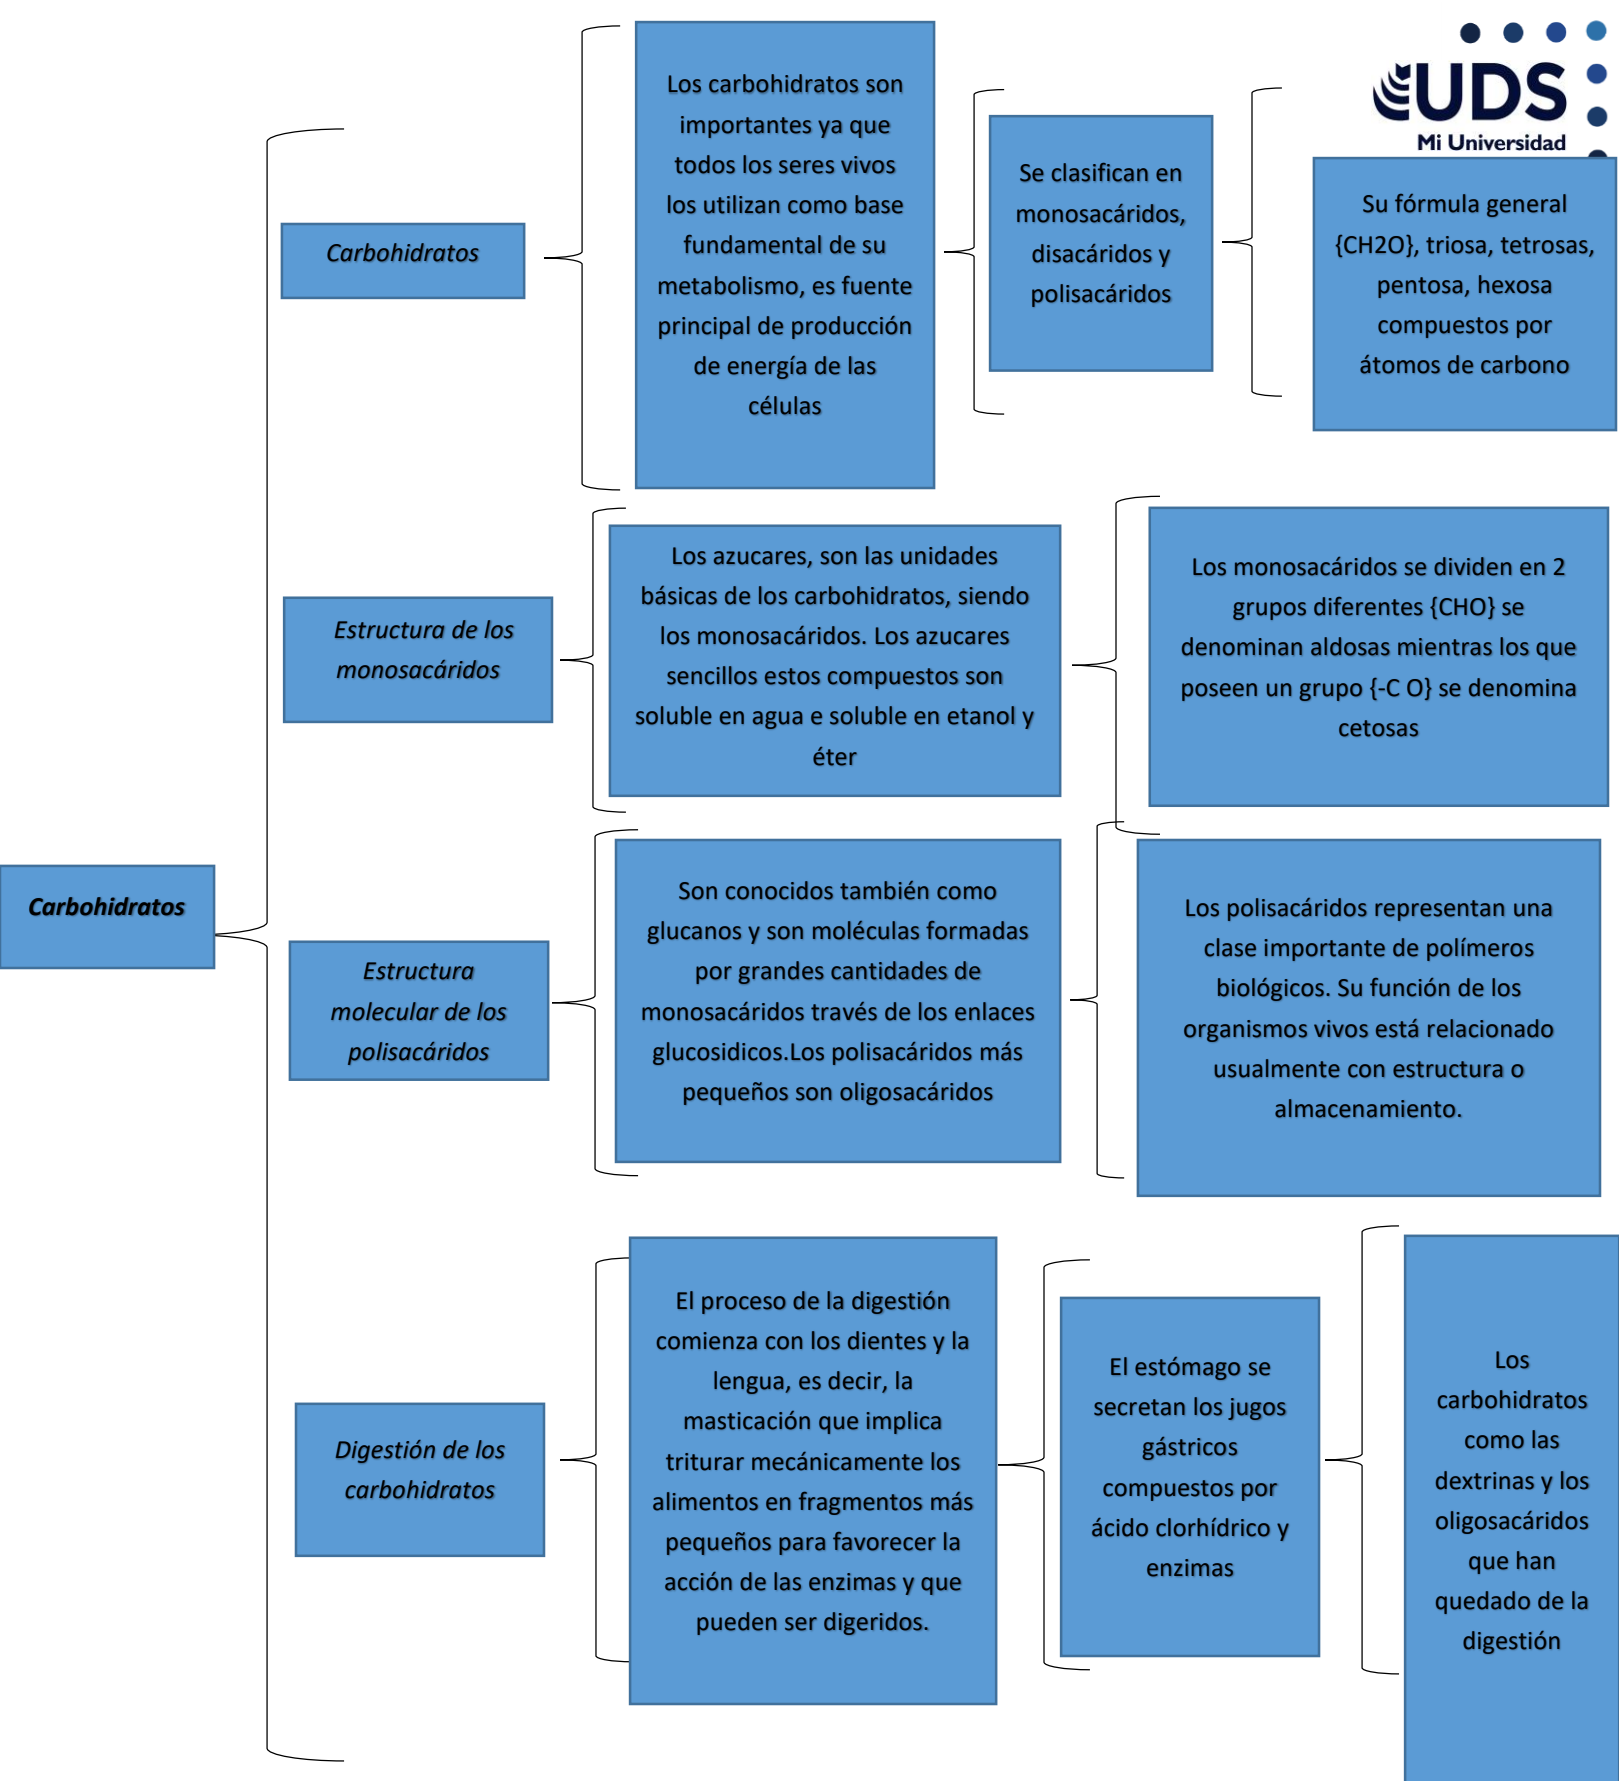 UDS
Mi Universidad
Carbohidratos
Carbohidratos
Los carbohidratos son
importantes ya que
todos los seres vivos
los utilizan como base
fundamental de su
metabolismo, es fuente
principal de producción
de energía de las
células
Se clasifican en
monosacáridos,
disacáridos y
polisacáridos
Su fórmula general
{CH2O}, triosa, tetrosas,
pentosa, hexosa
compuestos por
átomos de carbono
Estructura de los
monosacáridos
Los azucares, son las unidades
básicas de los carbohidratos, siendo
los monosacáridos. Los azucares
sencillos estos compuestos son
soluble en agua e soluble en etanol y
éter
Los monosacáridos se dividen en 2
grupos diferentes {CHO} se
denominan aldosas mientras los que
poseen un grupo {-C O} se denomina
cetosas
Estructura
molecular de los
polisacáridos
Son conocidos también como
glucanos y son moléculas formadas
por grandes cantidades de
monosacáridos través de los enlaces
glucosidicos.Los polisacáridos más
pequeños son oligosacáridos
Los polisacáridos representan una
clase importante de polímeros
biológicos. Su función de los
organismos vivos está relacionado
usualmente con estructura o
almacenamiento.
Digestión de los
carbohidratos
El proceso de la digestión
comienza con los dientes y la
lengua, es decir, la
masticación que implica
triturar mecánicamente los
alimentos en fragmentos más
pequeños para favorecer la
acción de las enzimas y que
pueden ser digeridos.
El estómago se
secretan los jugos
gástricos
compuestos por
ácido clorhídrico y
enzimas
Los
carbohidratos
como las
dextrinas y los
oligosacáridos
que han
quedado de la
digestión